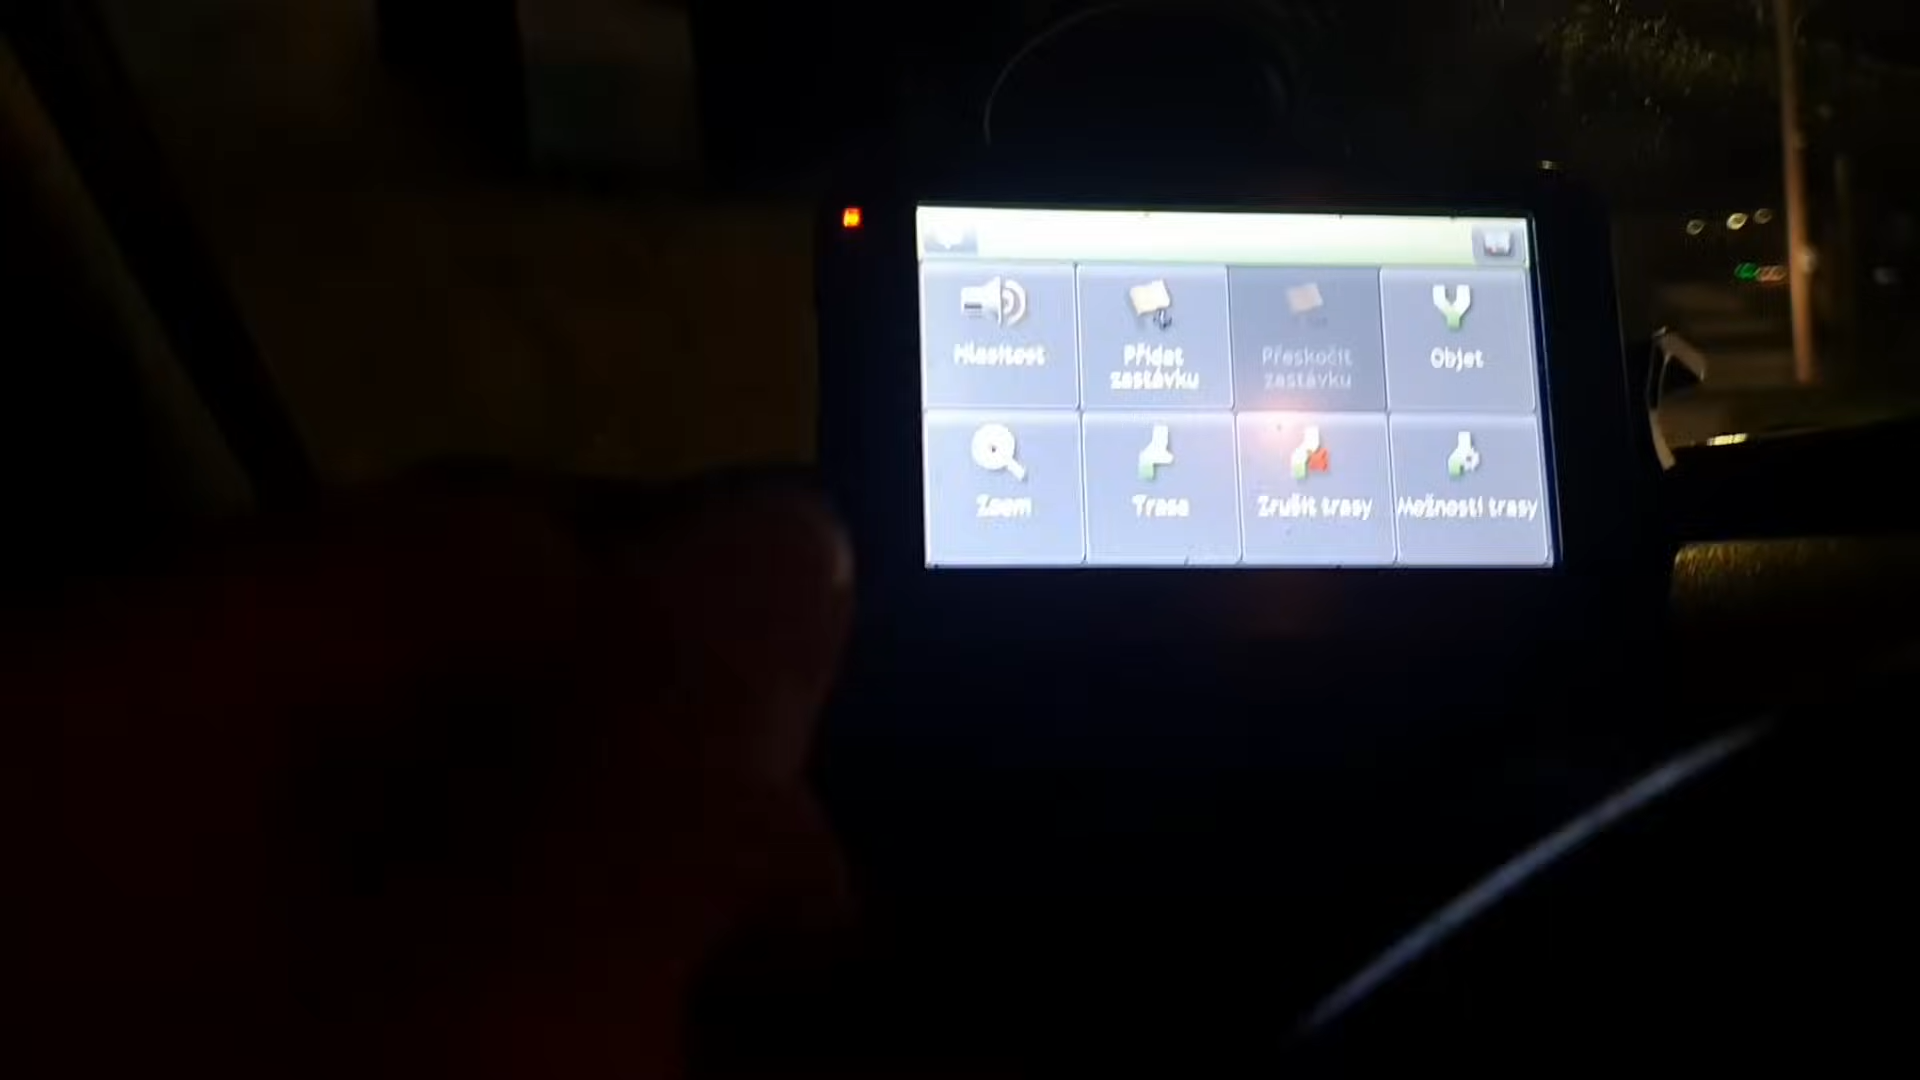 Hlasitost
Přidat
zastávku
Přeskočit
zastávku
Objet
Zoom
Trasa
Zrušit trasy
Možnosti trasy